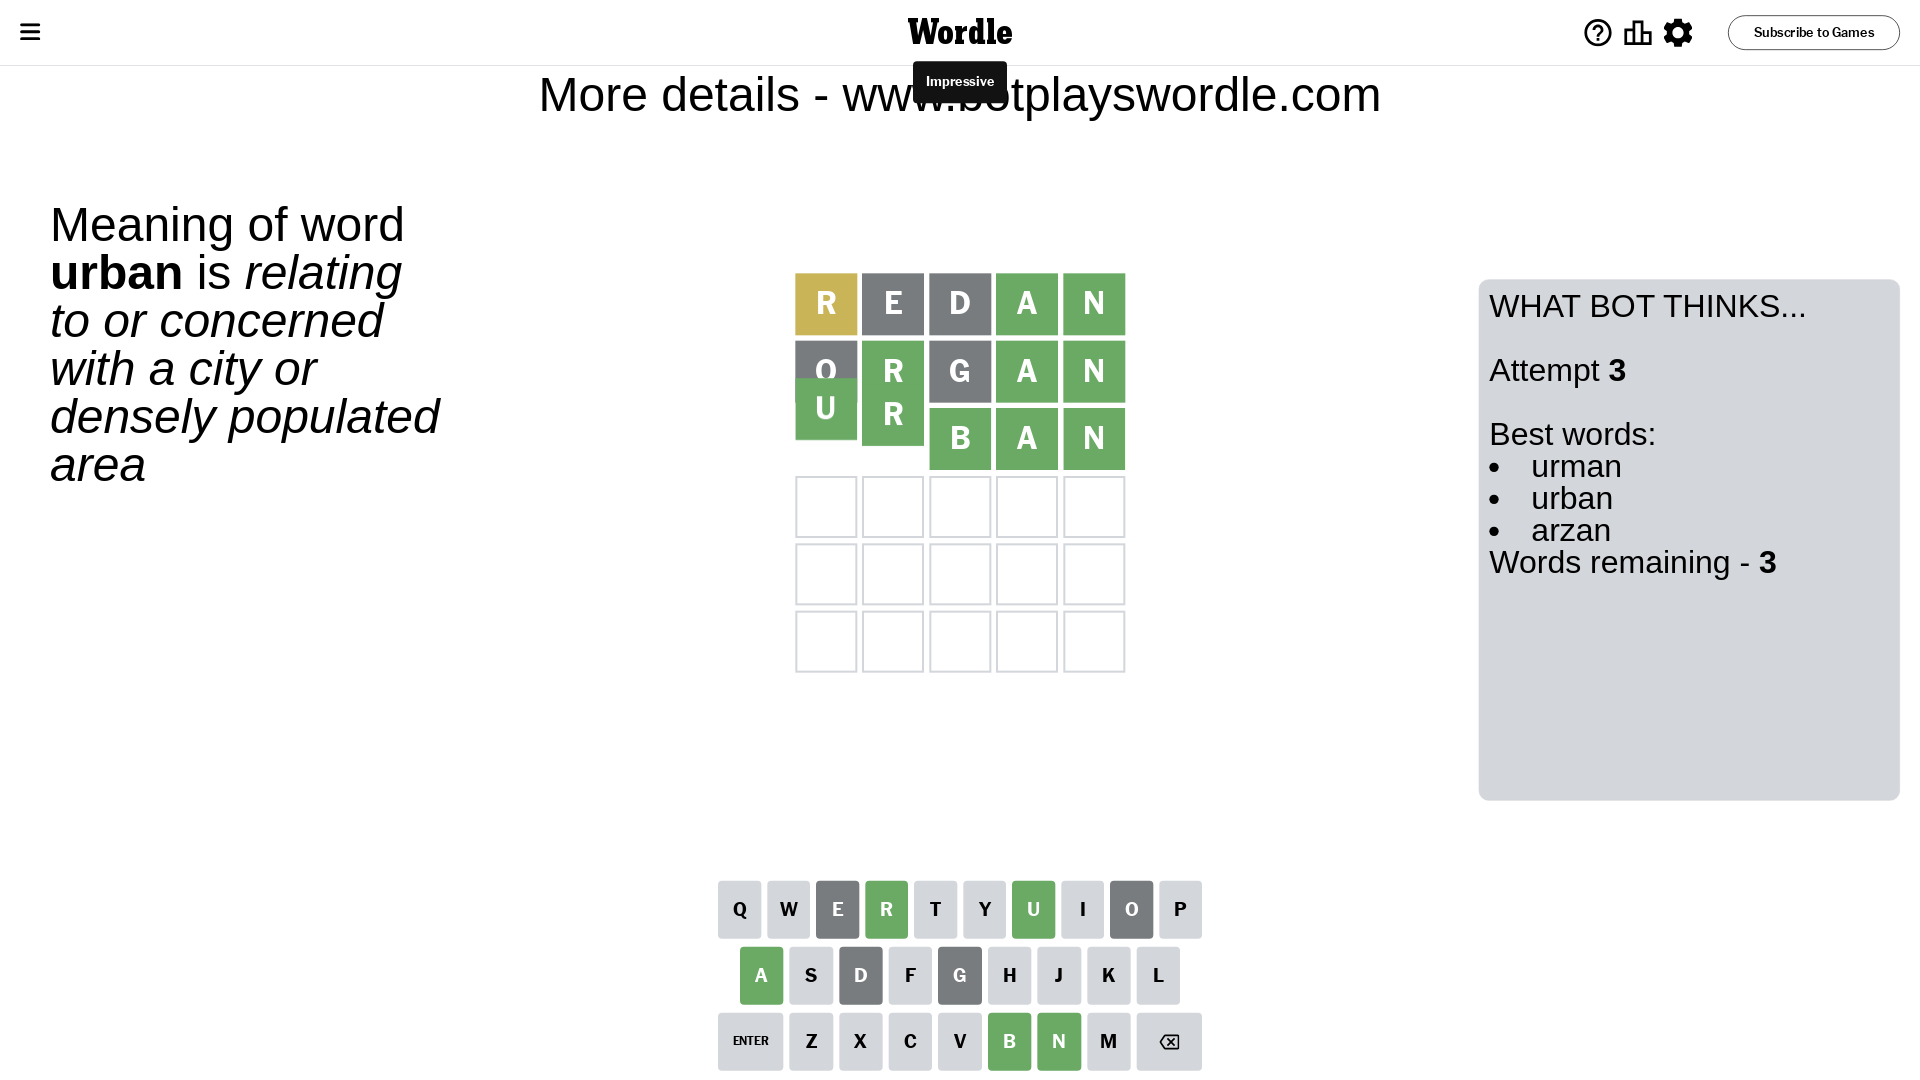 Wordle
Subscribe to Games
Impressive
More details - www.botplayswordle.com
Meaning of word
urban is relating
to or concerned
with a city or
densely populated
area
R E D A N
O R G A N
U R B A N
WHAT BOT THINKS...
Attempt 3
Best words:
• urman
• urban
• arzan
Words remaining - 3
Q W E R T Y U I O P
A S D F G H J K L
ENTER Z X C V B N M